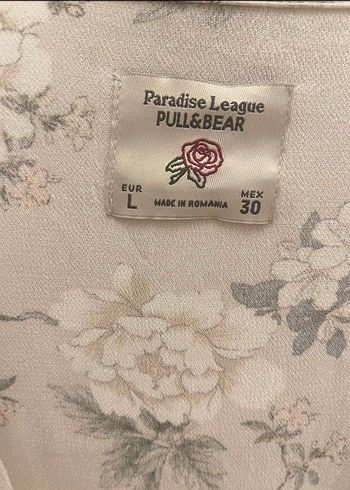 Paradise League
PULL&BEAR
EUR
L
MADE IN ROMANIA
MEX
30